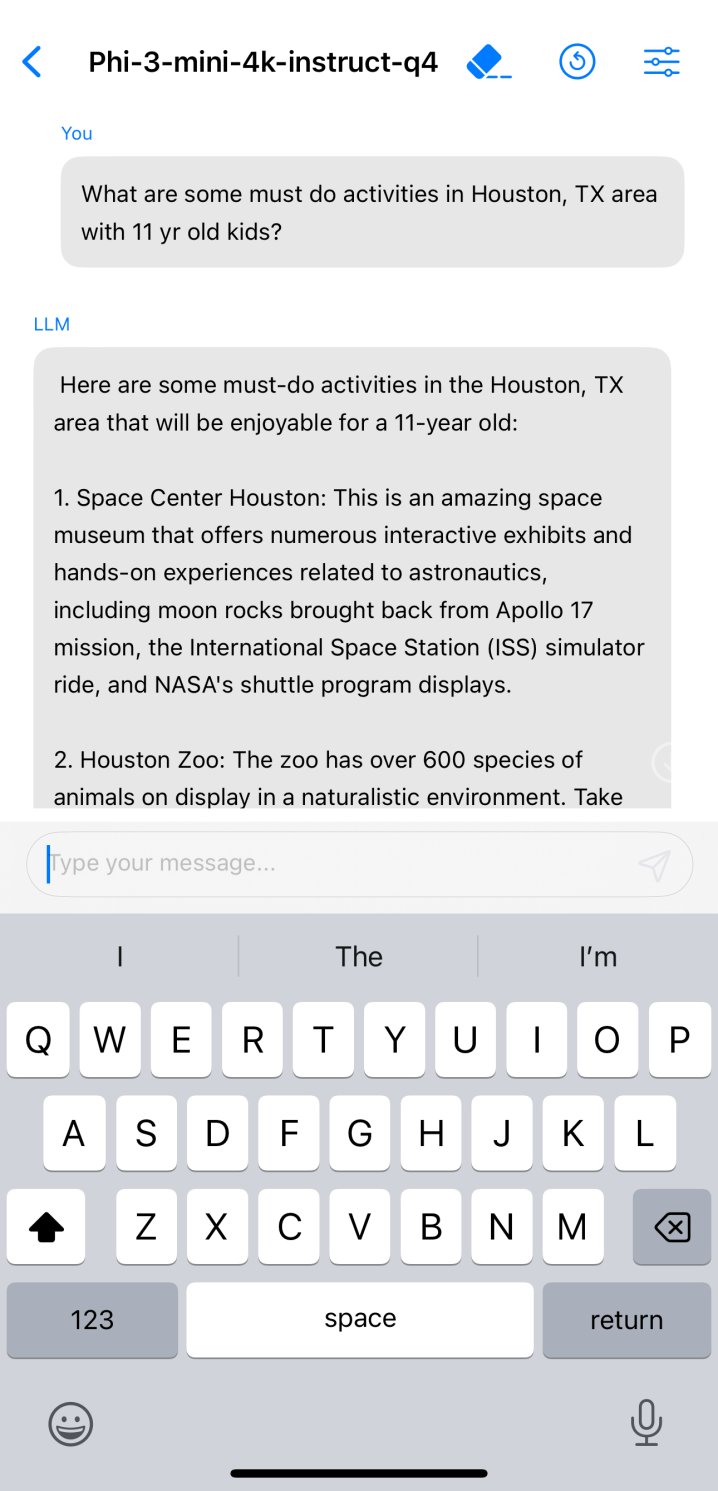 Phi-3-mini-4k-instruct-q4
You
What are some must do activities in Houston, TX area
with 11 yr old kids?
LLM
Here are some must-do activities in the Houston, TX
area that will be enjoyable for a 11-year old:
1. Space Center Houston: This is an amazing space
museum that offers numerous interactive exhibits and
hands-on experiences related to astronautics,
including moon rocks brought back from Apollo 17
mission, the International Space Station (ISS) simulator
ride, and NASA's shuttle program displays.
2. Houston Zoo: The zoo has over 600 species of
animals on display in a naturalistic environment. Take
Type your message...
I The I'm
Q W E R T Y U I O P
A S D F G H J K L
Z X C V B N M
123 space return